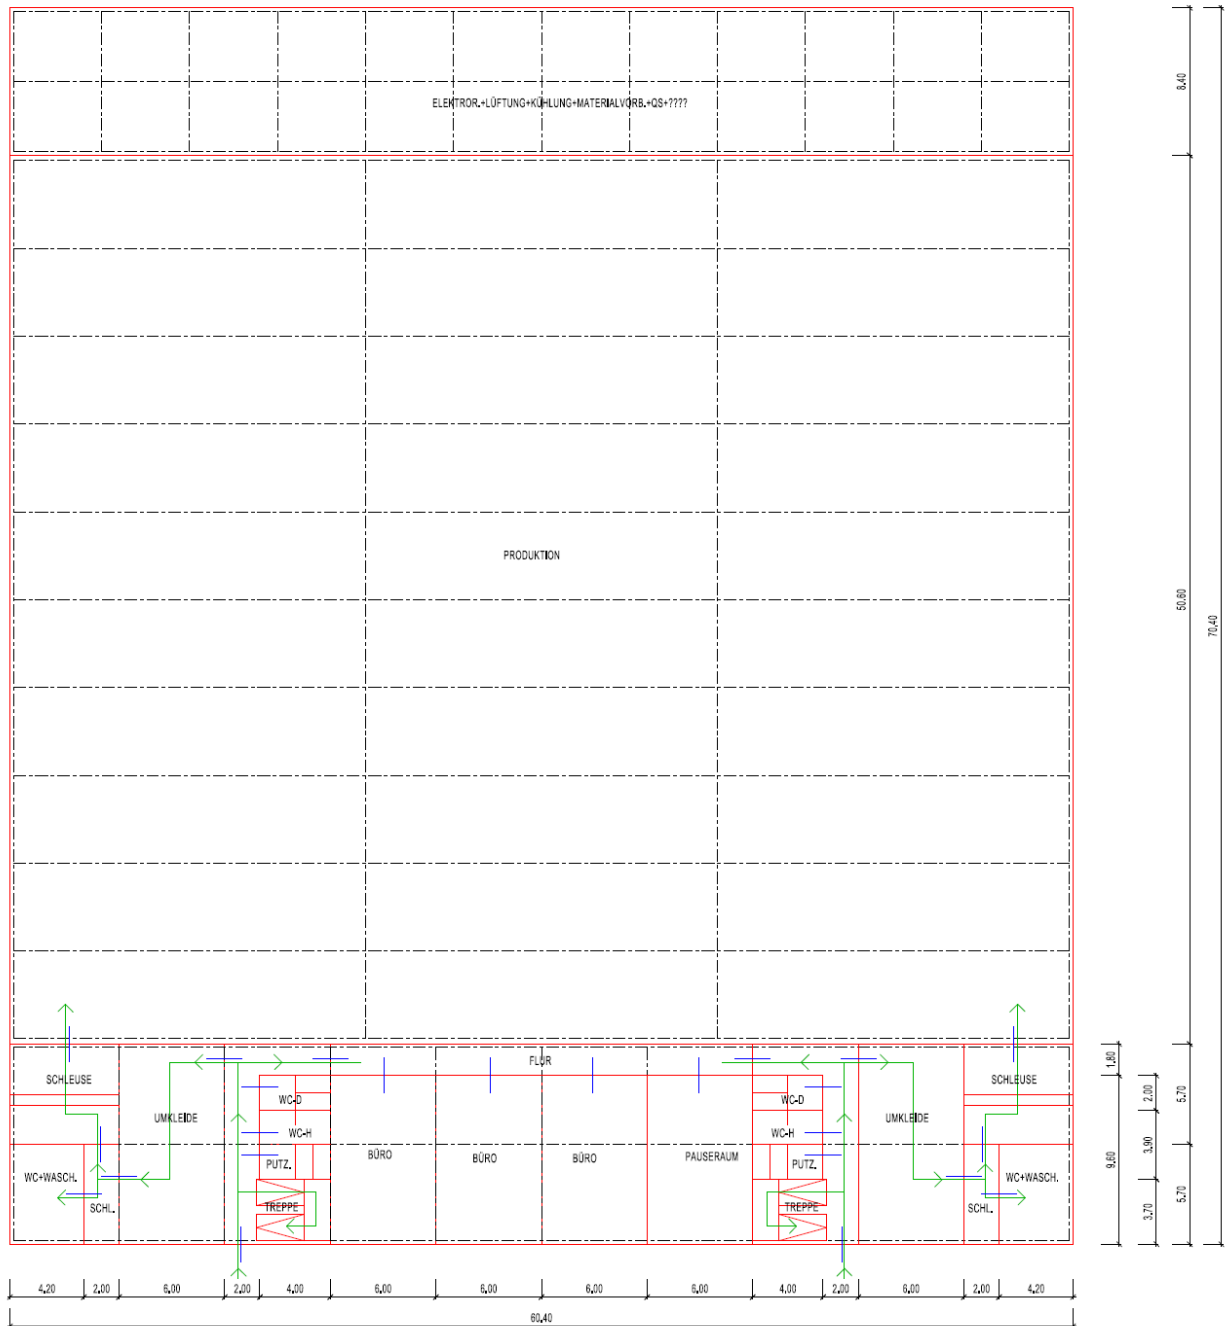 8.40
ELEKTROR.+LÜFTUNG+KÜHLUNG+MATERIALVORB.+QS+????
50.60
70.40
PRODUKTION
FLUR
1.80
SCHLEUSE
SCHLEUSE
WC-D
WC-D
2.00
5.70
UMKLEIDE
UMKLEIDE
WC-H
WC-H
3.90
BÜRO
BÜRO
BÜRO
PAUSERAUM
9.60
PUTZ.
PUTZ.
WC+WASCH.
WC+WASCH.
SCHL.
TREPPE
TREPPE
SCHL.
3.70
5.70
4.20
2.00
6.00
2.00
4.00
6.00
6.00
6.00
6.00
4.00
2.00
6.00
2.00
4.20
60.40